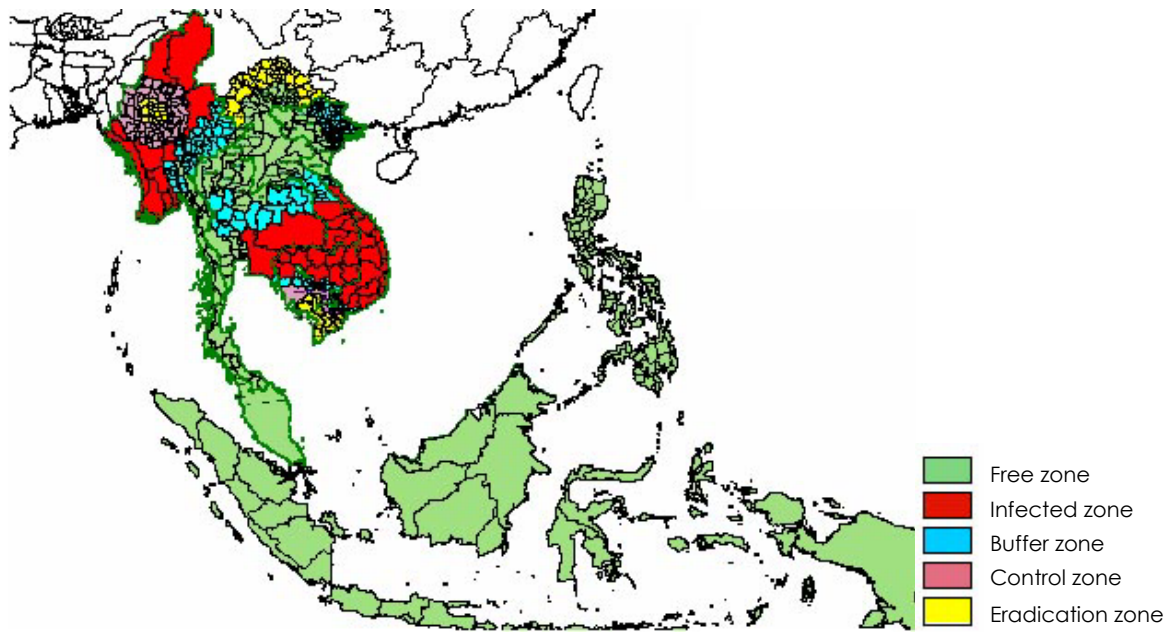 Free zone
Infected zone
Buffer zone
Control zone
Eradication zone